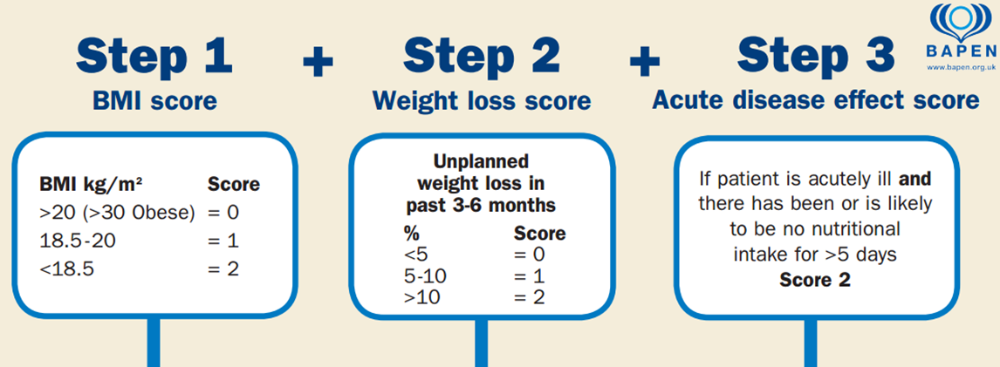 Step 1 + Step 2 + Step 3
BAPEN
www.bapen.org.uk
BMI score
Weight loss score
Acute disease effect score
BMI kg/m² Score
>20 (>30 Obese) = 0
18.5-20 = 1
<18.5 = 2
Unplanned
weight loss in
past 3-6 months
% Score
<5 = 0
5-10 = 1
>10 = 2
If patient is acutely ill and
there has been or is likely
to be no nutritional
intake for >5 days
Score 2